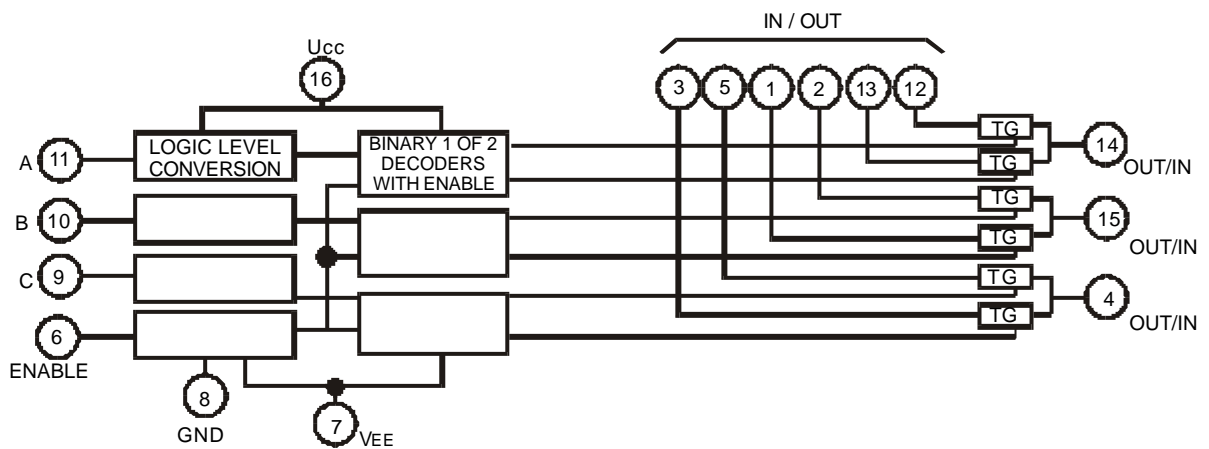 IN / OUT
Ucc
16
3 5 1 2 13 12
TG
A 11
LOGIC LEVEL
CONVERSION
BINARY 1 OF 2
DECODERS
WITH ENABLE
TG
14
OUT/IN
B 10
TG
15
OUT/IN
TG
C 9
TG
4
OUT/IN
TG
6
ENABLE
8
GND
7 VEE